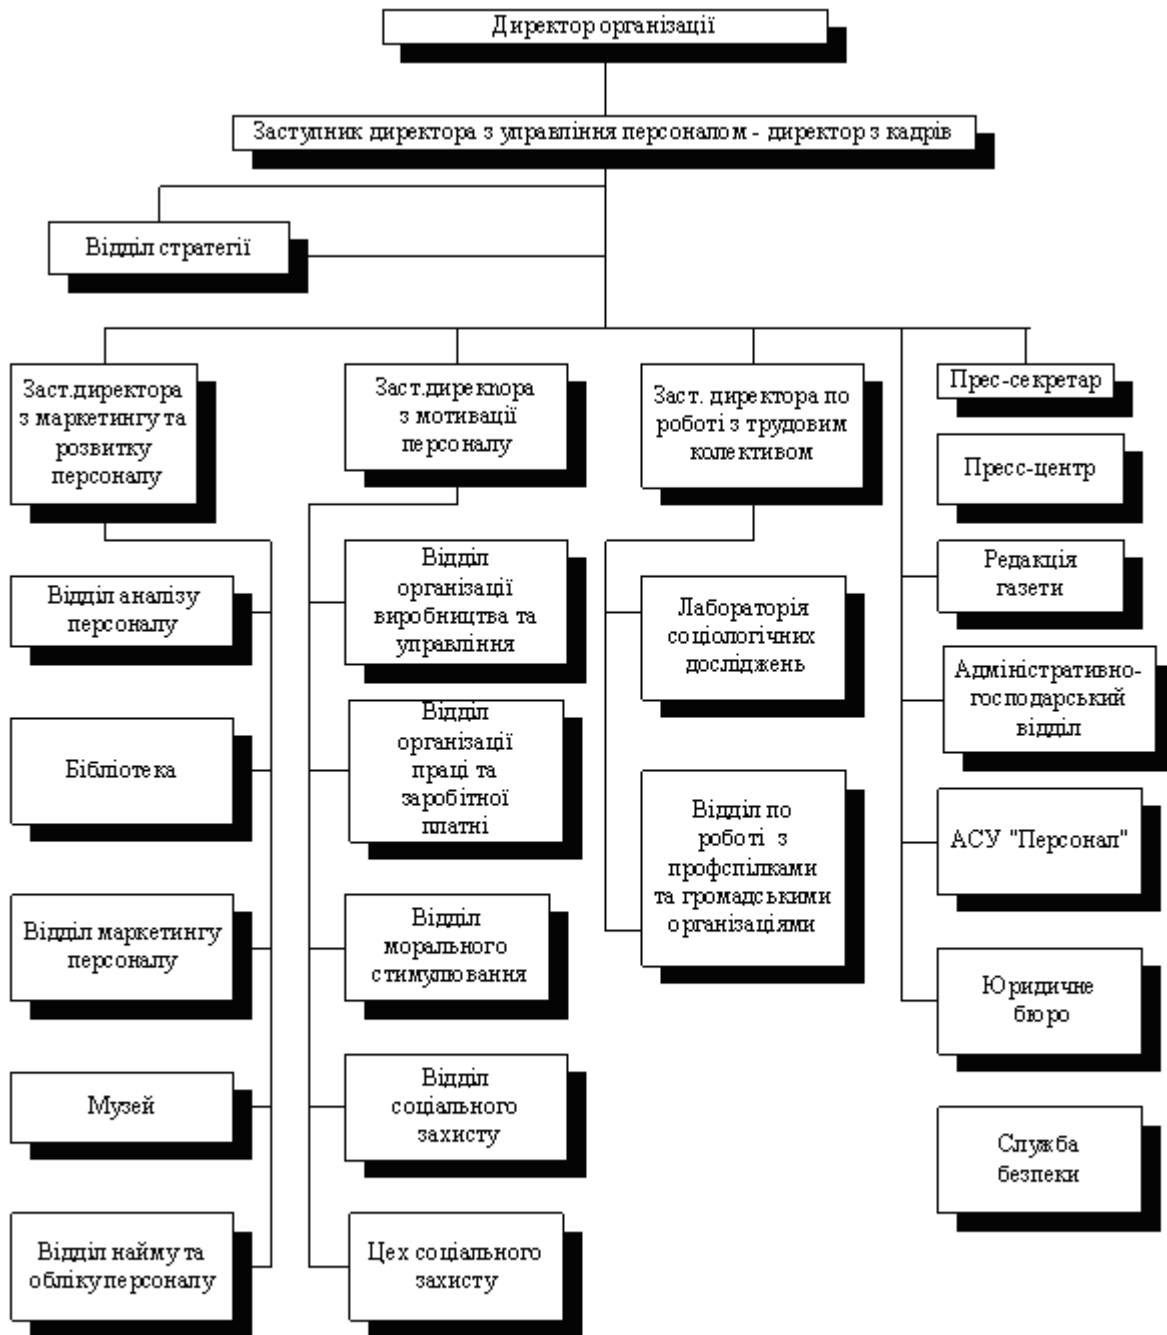 Директор організації
Заступник директора з управління персоналом - директор з кадрів
Відділ стратегії
Заст.директора
з маркетингу та
розвитку
персоналу
Заст.дирекпора
з мотивації
персоналу
Заст. директора по
роботі з трудовим
колективом
Прес-секретар
Пресс-центр
Редакція
газети
Адміністративно-
господарський
відділ
АСУ "Персонал"
Юридичне
бюро
Служба
безпеки
Відділ аналізу
персоналу
Бібліотека
Відділ маркетингу
персоналу
Музей
Відділ найму та
обліку персоналу
Відділ
організації
виробництва та
управління
Відділ
організації
праці та
заробітної
платні
Відділ
морального
стимулювання
Відділ
соціального
захисту
Цех соціального
захисту
Лабораторія
соціологічних
досліджень
Відділ по
роботі з
профспілками
та громадськими
організаціями